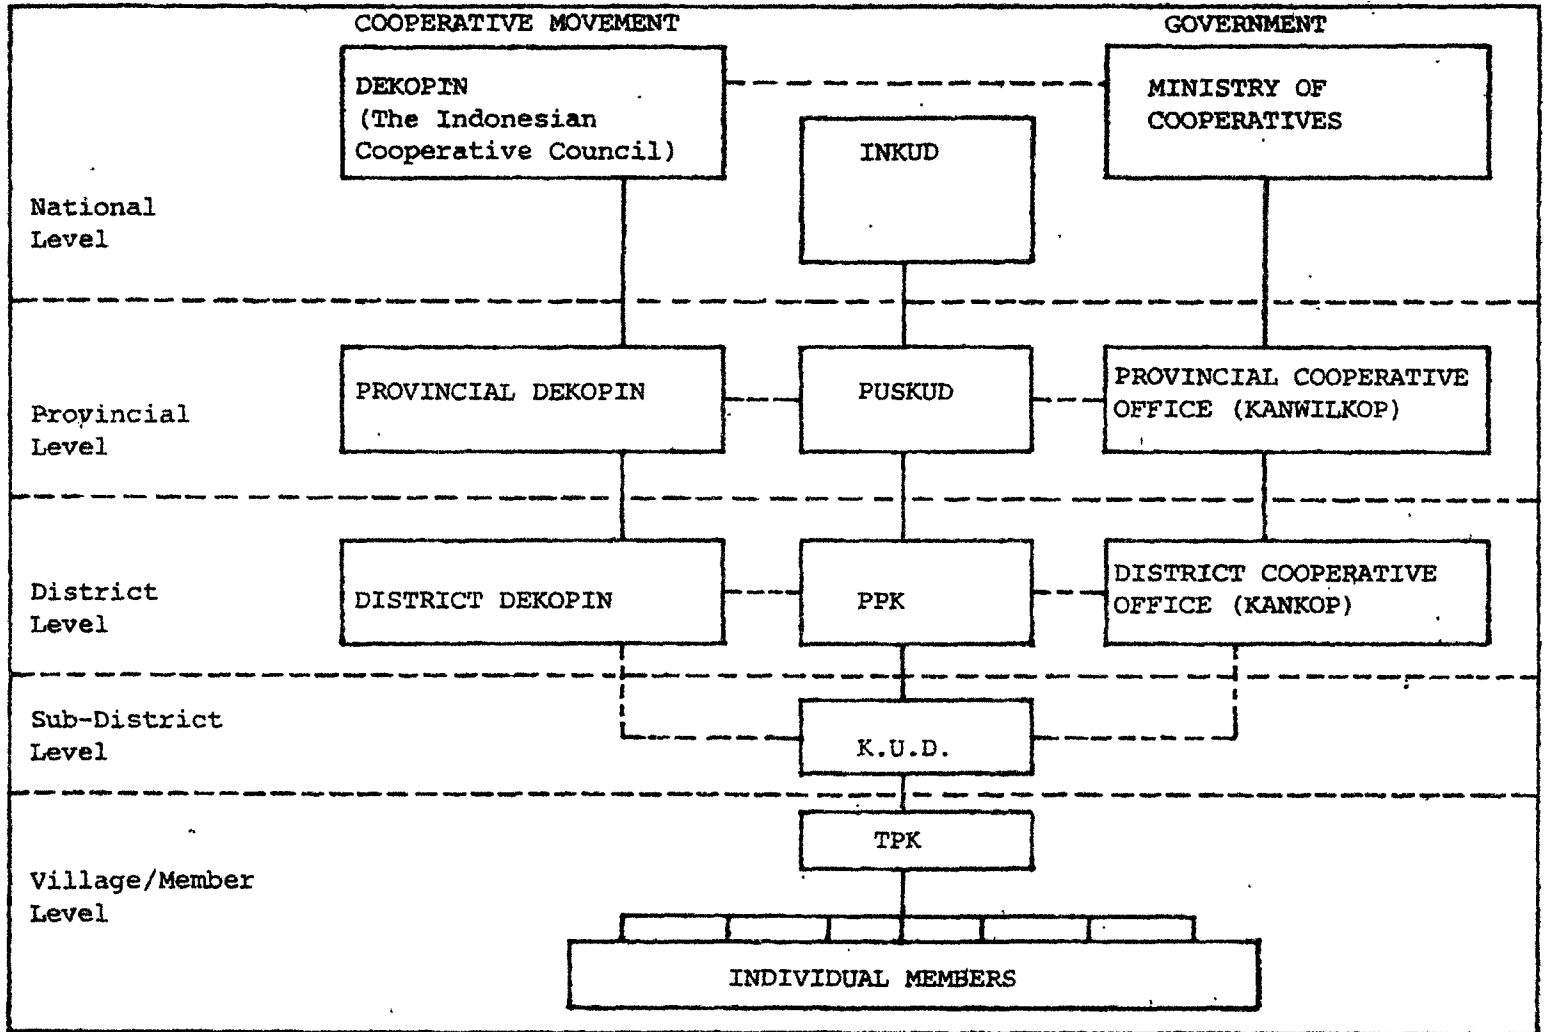 COOPERATIVE MOVEMENT
GOVERNMENT
DEKOPIN
(The Indonesian
Cooperative Council)
INKUD
MINISTRY OF
COOPERATIVES
National
Level
PROVINCIAL DEKOPIN
PUSKUD
PROVINCIAL COOPERATIVE
OFFICE (KANWILKOP)
Provincial
Level
DISTRICT DEKOPIN
PPK
DISTRICT COOPERATIVE
OFFICE (KANKOP)
District
Level
Sub-District
Level
K.U.D.
TPK
Village/Member
Level
INDIVIDUAL MEMBERS